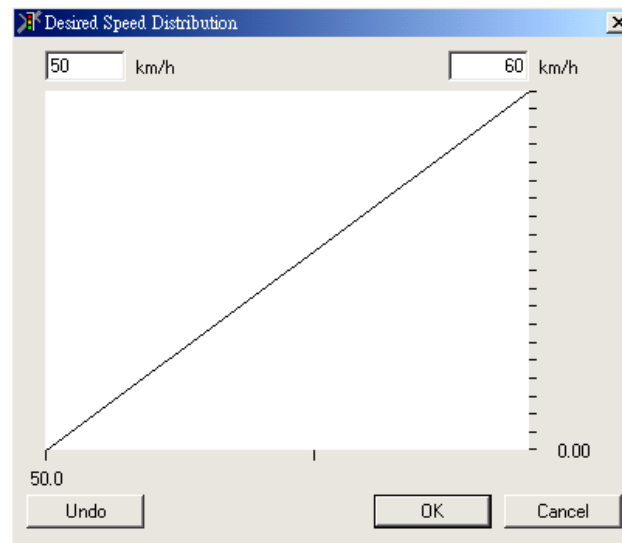 Desired Speed Distribution
50 km/h 60 km/h
0.00
50.0
Undo OK Cancel